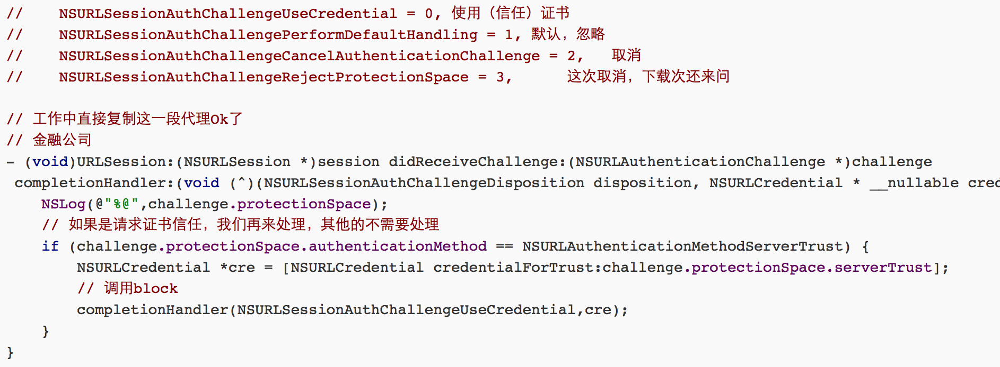 //    NSURLSessionAuthChallengeUseCredential = 0, 使用（信任）证书
//    NSURLSessionAuthChallengePerformDefaultHandling = 1, 默认，忽略
//    NSURLSessionAuthChallengeCancelAuthenticationChallenge = 2,   取消
//    NSURLSessionAuthChallengeRejectProtectionSpace = 3,      这次取消，下载次还来问
// 工作中直接复制这一段代理Ok了
// 金融公司
- (void)URLSession:(NSURLSession *)session didReceiveChallenge:(NSURLAuthenticationChallenge *)challenge
 completionHandler:(void (^)(NSURLSessionAuthChallengeDisposition disposition, NSURLCredential * __nullable cred
    NSLog(@"%@",challenge.protectionSpace);
    // 如果是请求证书信任，我们再来处理，其他的不需要处理
    if (challenge.protectionSpace.authenticationMethod == NSURLAuthenticationMethodServerTrust) {
        NSURLCredential *cre = [NSURLCredential credentialForTrust:challenge.protectionSpace.serverTrust];
        // 调用block
        completionHandler(NSURLSessionAuthChallengeUseCredential,cre);
    }
}